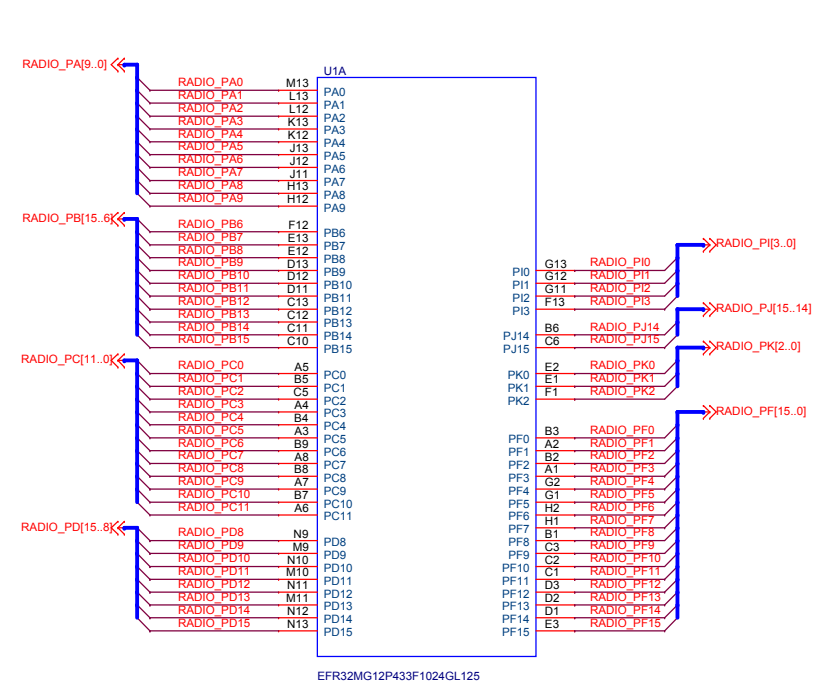 U1A
RADIO_PA[9..0]
RADIO_PA0 M13 PA0
RADIO_PA1 L13 PA1
RADIO_PA2 L12 PA2
RADIO_PA3 K13 PA3
RADIO_PA4 K12 PA4
RADIO_PA5 J13 PA5
RADIO_PA6 J12 PA6
RADIO_PA7 J11 PA7
RADIO_PA8 H13 PA8
RADIO_PA9 H12 PA9
RADIO_PB[15..6]
RADIO_PB6 F12 PB6
RADIO_PB7 E13 PB7
RADIO_PB8 E12 PB8
RADIO_PB9 D13 PB9
RADIO_PB10 D12 PB10
RADIO_PB11 D11 PB11
RADIO_PB12 C13 PB12
RADIO_PB13 C12 PB13
RADIO_PB14 C11 PB14
RADIO_PB15 C10 PB15
RADIO_PC[11..0]
RADIO_PC0 A5 PC0
RADIO_PC1 B5 PC1
RADIO_PC2 C5 PC2
RADIO_PC3 A4 PC3
RADIO_PC4 B4 PC4
RADIO_PC5 A3 PC5
RADIO_PC6 B9 PC6
RADIO_PC7 A8 PC7
RADIO_PC8 B8 PC8
RADIO_PC9 A7 PC9
RADIO_PC10 B7 PC10
RADIO_PC11 A6 PC11
RADIO_PD[15..8]
RADIO_PD8 N9 PD8
RADIO_PD9 M9 PD9
RADIO_PD10 N10 PD10
RADIO_PD11 M10 PD11
RADIO_PD12 N11 PD12
RADIO_PD13 M11 PD13
RADIO_PD14 N12 PD14
RADIO_PD15 N13 PD15
RADIO_PI[3..0]
PI0 G13 RADIO_PI0
PI1 G12 RADIO_PI1
PI2 G11 RADIO_PI2
PI3 F13 RADIO_PI3
RADIO_PJ[15..14]
PJ14 B6 RADIO_PJ14
PJ15 C6 RADIO_PJ15
RADIO_PK[2..0]
PK0 E2 RADIO_PK0
PK1 E1 RADIO_PK1
PK2 F1 RADIO_PK2
RADIO_PF[15..0]
PF0 B3 RADIO_PF0
PF1 A2 RADIO_PF1
PF2 B2 RADIO_PF2
PF3 A1 RADIO_PF3
PF4 G2 RADIO_PF4
PF5 G1 RADIO_PF5
PF6 H2 RADIO_PF6
PF7 H1 RADIO_PF7
PF8 B1 RADIO_PF8
PF9 C3 RADIO_PF9
PF10 C2 RADIO_PF10
PF11 C1 RADIO_PF11
PF12 D3 RADIO_PF12
PF13 D2 RADIO_PF13
PF14 D1 RADIO_PF14
PF15 E3 RADIO_PF15
EFR32MG12P433F1024GL125